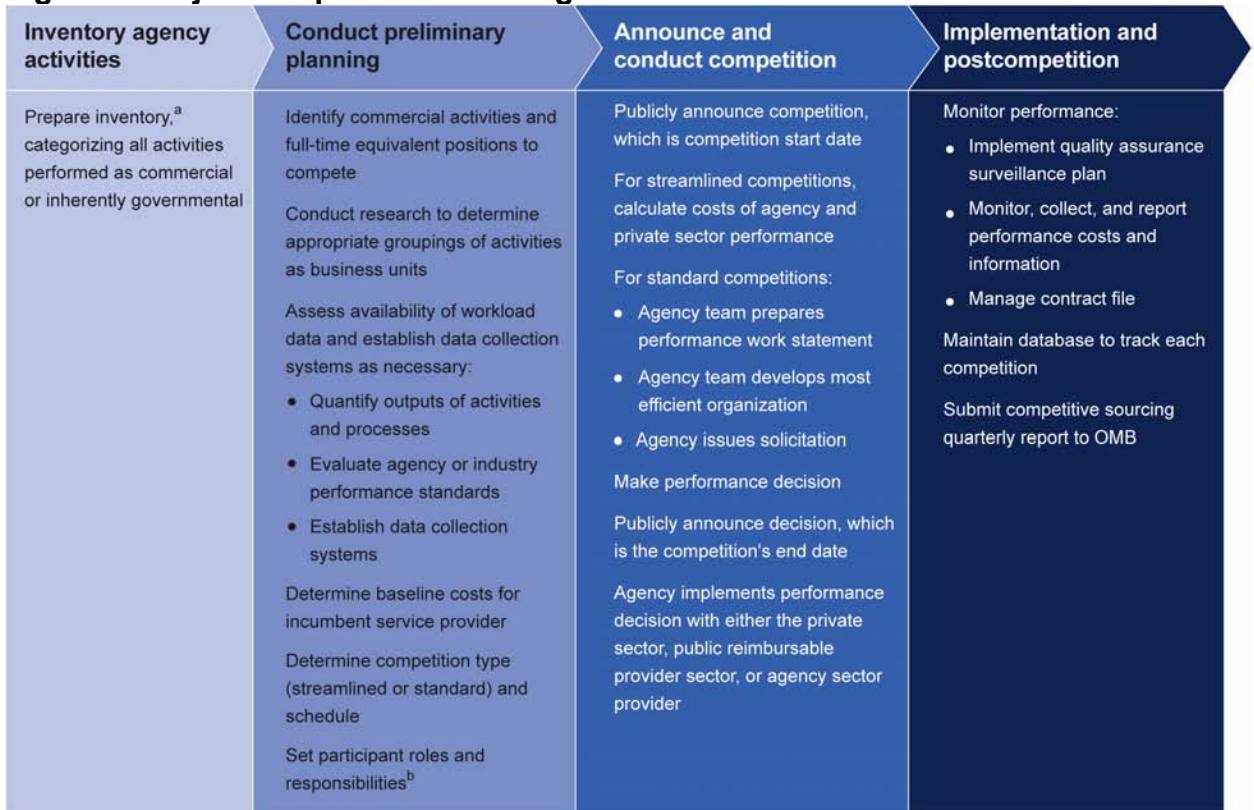 Inventory agency
activities
Prepare inventory,a
categorizing all activities
performed as commercial
or inherently governmental
Conduct preliminary
planning
Identify commercial activities and
full-time equivalent positions to
compete
Conduct research to determine
appropriate groupings of activities
as business units
Assess availability of workload
data and establish data collection
systems as necessary:
• Quantify outputs of activities
and processes
• Evaluate agency or industry
performance standards
• Establish data collection
systems
Determine baseline costs for
incumbent service provider
Determine competition type
(streamlined or standard) and
schedule
Set participant roles and
responsibilitiesb
Announce and
conduct competition
Publicly announce competition,
which is competition start date
For streamlined competitions,
calculate costs of agency and
private sector performance
For standard competitions:
• Agency team prepares
performance work statement
• Agency team develops most
efficient organization
• Agency issues solicitation
Make performance decision
Publicly announce decision, which
is the competition's end date
Agency implements performance
decision with either the private
sector, public reimbursable
provider sector, or agency sector
provider
Implementation and
postcompetition
Monitor performance:
• Implement quality assurance
surveillance plan
• Monitor, collect, and report
performance costs and
information
• Manage contract file
Maintain database to track each
competition
Submit competitive sourcing
quarterly report to OMB